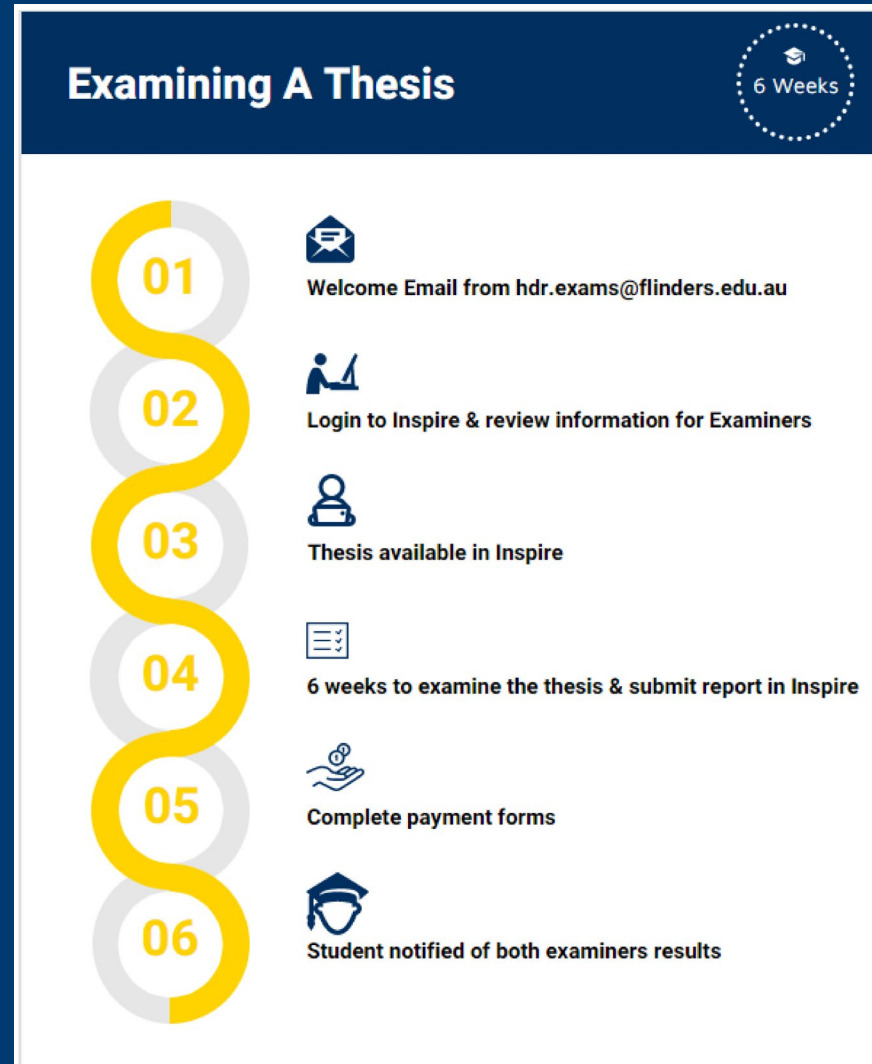 Examining A Thesis
6 Weeks
01
Welcome Email from hdr.exams@flinders.edu.au
02
Login to Inspire & review information for Examiners
03
Thesis available in Inspire
04
6 weeks to examine the thesis & submit report in Inspire
05
Complete payment forms
06
Student notified of both examiners results